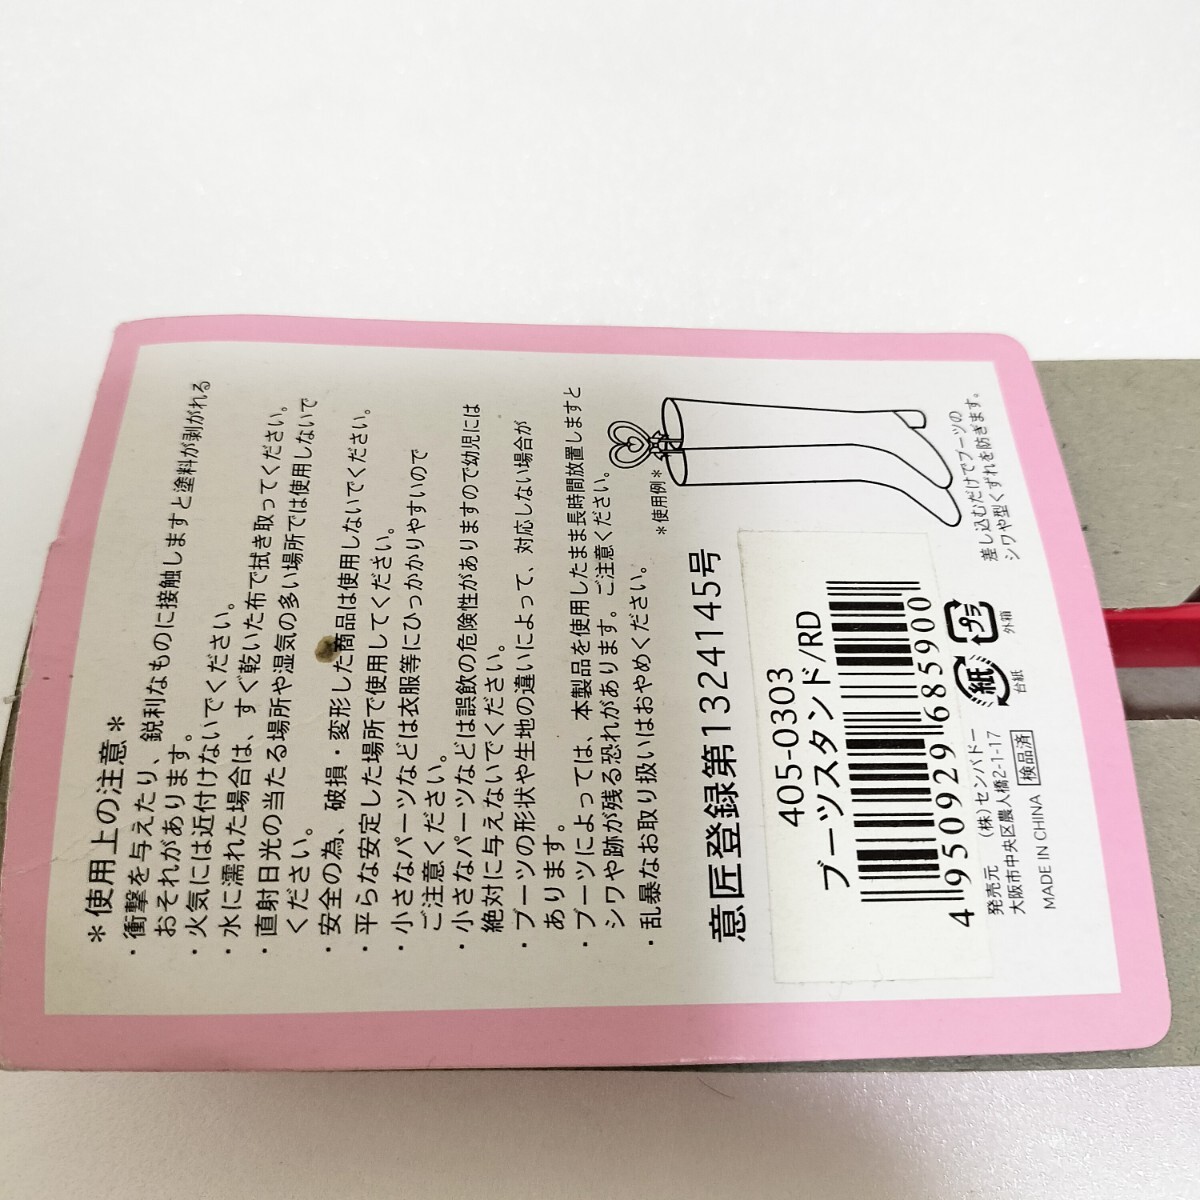 ＊使用上の注意＊
・衝撃を与えたり、鋭利なものに接触しますと塗料が剥がれる
おそれがあります。
・火気には近付けないでください。
・水に濡れた場合は、すぐ乾いた布で拭き取ってください。
・直射日光の当たる場所や湿気の多い場所では使用しないで
ください。
・安全の為、破損・変形した商品は使用しないでください。
・平らな安定した場所で使用してください。
・小さなパーツなどは衣服等にひっかかりやすいので
ご注意ください。
・小さなパーツなどは誤飲の危険性がありますので幼児には
絶対に与えないでください。
・ブーツの形状や生地の違いによって、対応しない場合が
あります。
・ブーツによっては、本製品を使用したまま長時間放置しますと
シワや跡が残る恐れがあります。ご注意ください。
・乱暴なお取り扱いはおやめください。
＊使用例＊
差し込むだけでブーツの
シワや型くずれを防ぎます。
意匠登録第1324145号
405-0303
ブーツスタンド/RD
4 950929 685900
紙
台紙
プラ
外箱
発売元 （株）センバドー
大阪市中央区農人橋2-1-17
MADE IN CHINA 検品済